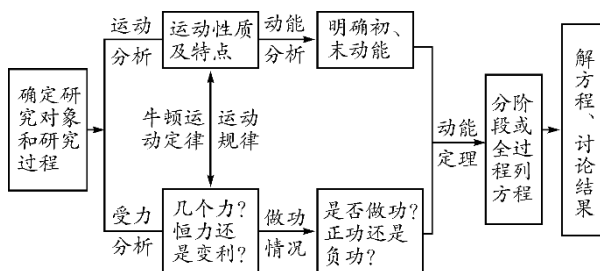 确定研
究对象
和研究
过程
运动
分析
运动性质
及特点
动能
分析
明确初、
末动能
牛顿运
动定律
运动
规律
受力
分析
几个力?
恒力还
是变利?
做功
情况
是否做功?
正功还是
负功?
动能
定理
分阶
段或
全过
程列
方程
解方程、讨论结果